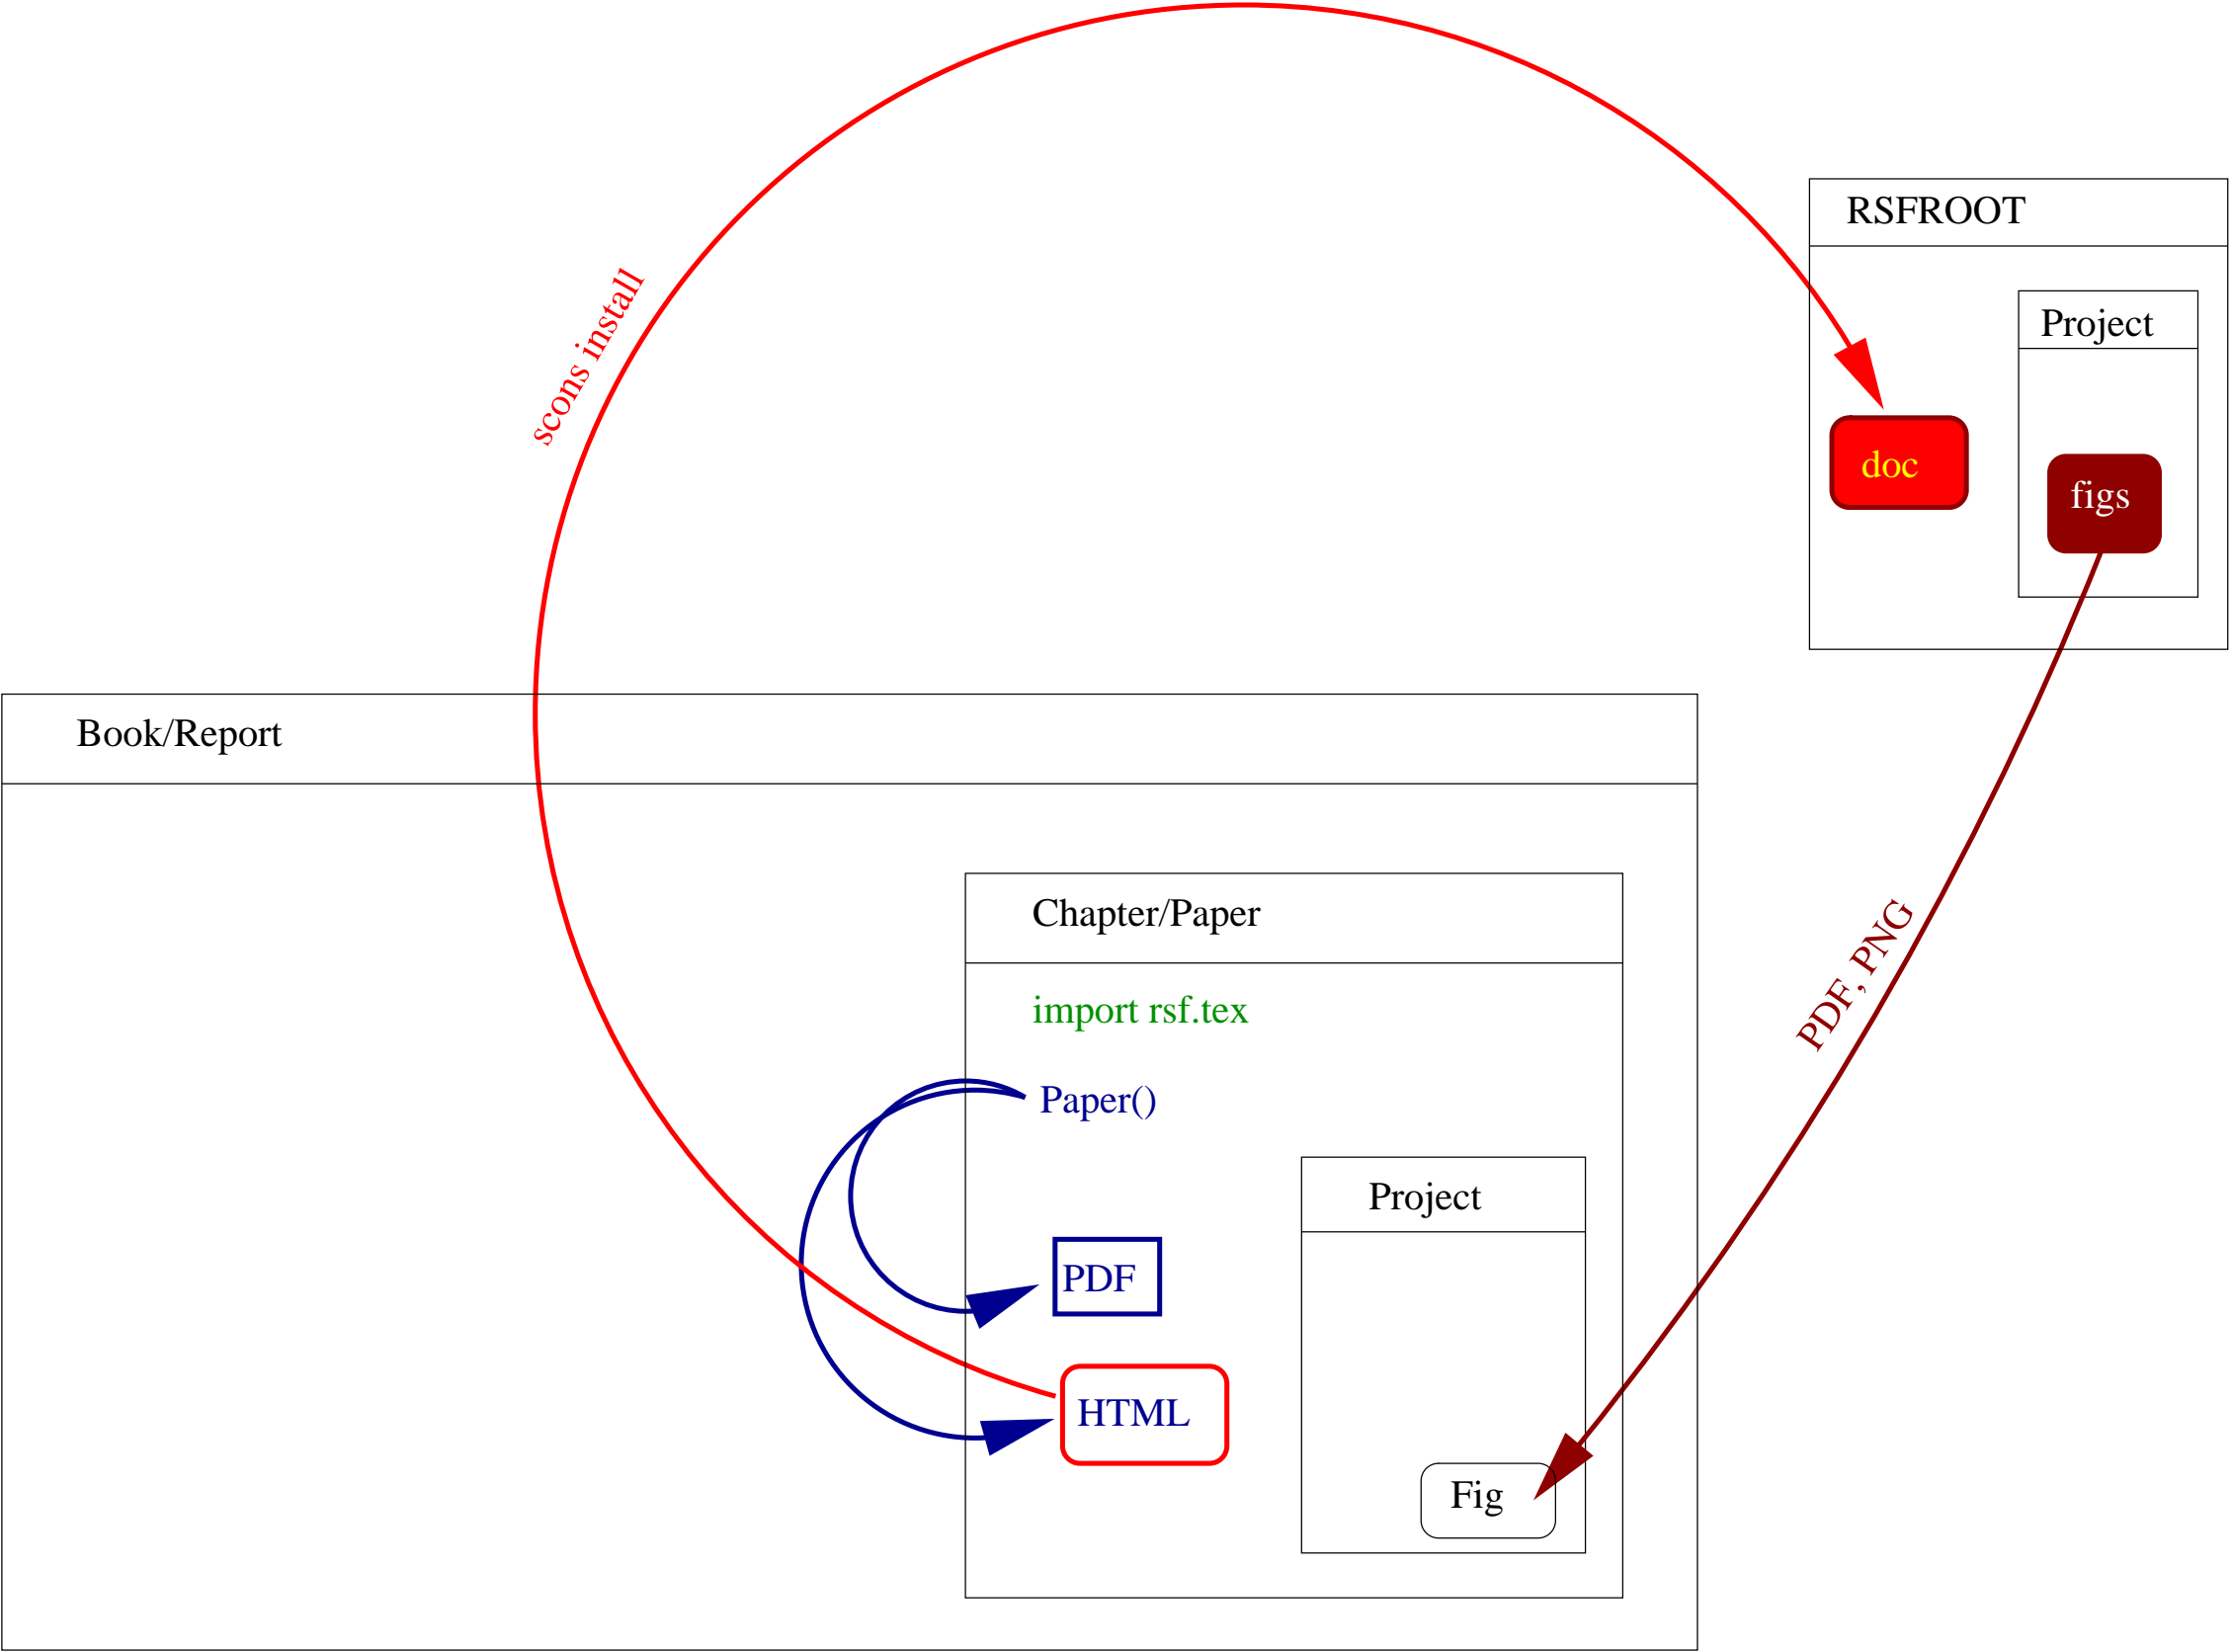 RSFROOT
scons install
Project
doc
figs
Book/Report
Chapter/Paper
PDF, PNG
import rsf.tex
Paper()
Project
PDF
HTML
Fig